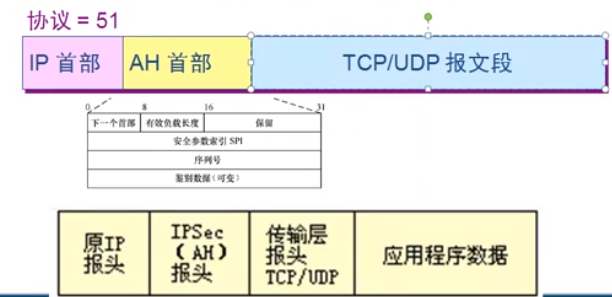 协议 = 51
IP 首部 AH 首部 TCP/UDP 报文段
0 8 16 31
下一个首部 有效负载长度 保留
安全参数索引 SPI
序列号
鉴别数据(可变)
原IP
报头
IPSec
(AH)
报头
传输层
报头
TCP/UDP
应用程序数据